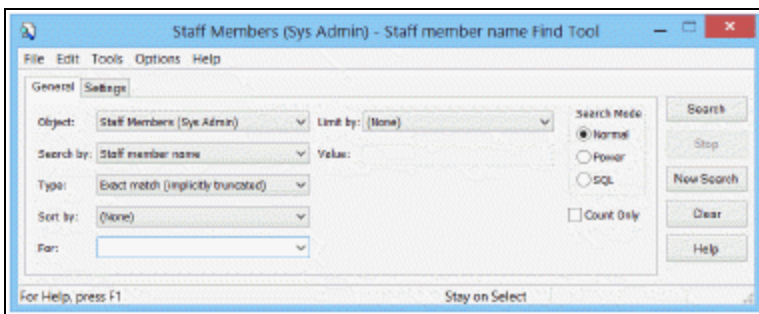 Staff Members (Sys Admin) - Staff member name Find Tool
File Edit Tools Options Help
General Settings
Object: Staff Members (Sys Admin) Limit by: (None) Search Mode Search
Search by: Staff member name Value: Normal Stop
Type: Exact match (implicitly truncated) Power New Search
SQL
Sort by: (None) Count Only Clear
For: Help
For Help, press F1 Stay on Select